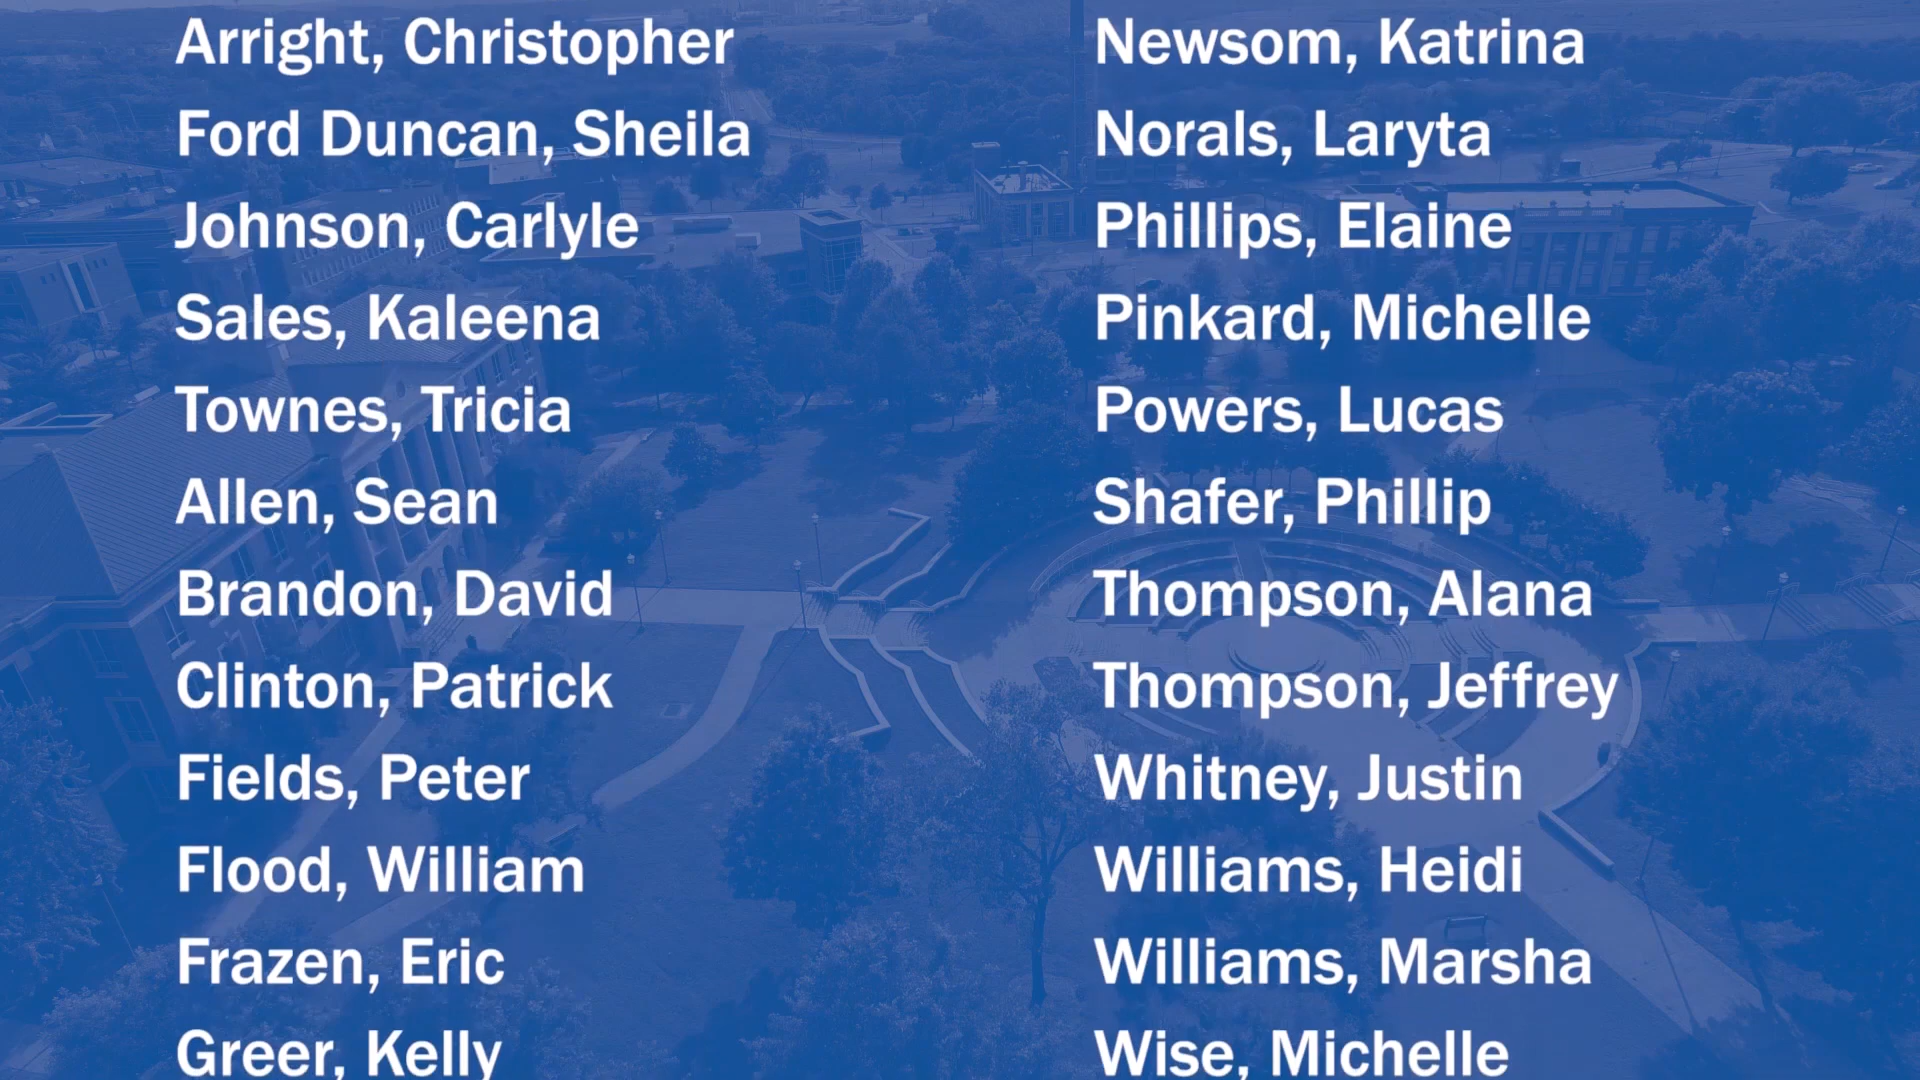 Arright, Christopher
Ford Duncan, Sheila
Johnson, Carlyle
Sales, Kaleena
Townes, Tricia
Allen, Sean
Brandon, David
Clinton, Patrick
Fields, Peter
Flood, William
Frazen, Eric
Greer, Kelly
Newsom, Katrina
Norals, Laryta
Phillips, Elaine
Pinkard, Michelle
Powers, Lucas
Shafer, Phillip
Thompson, Alana
Thompson, Jeffrey
Whitney, Justin
Williams, Heidi
Williams, Marsha
Wise, Michelle